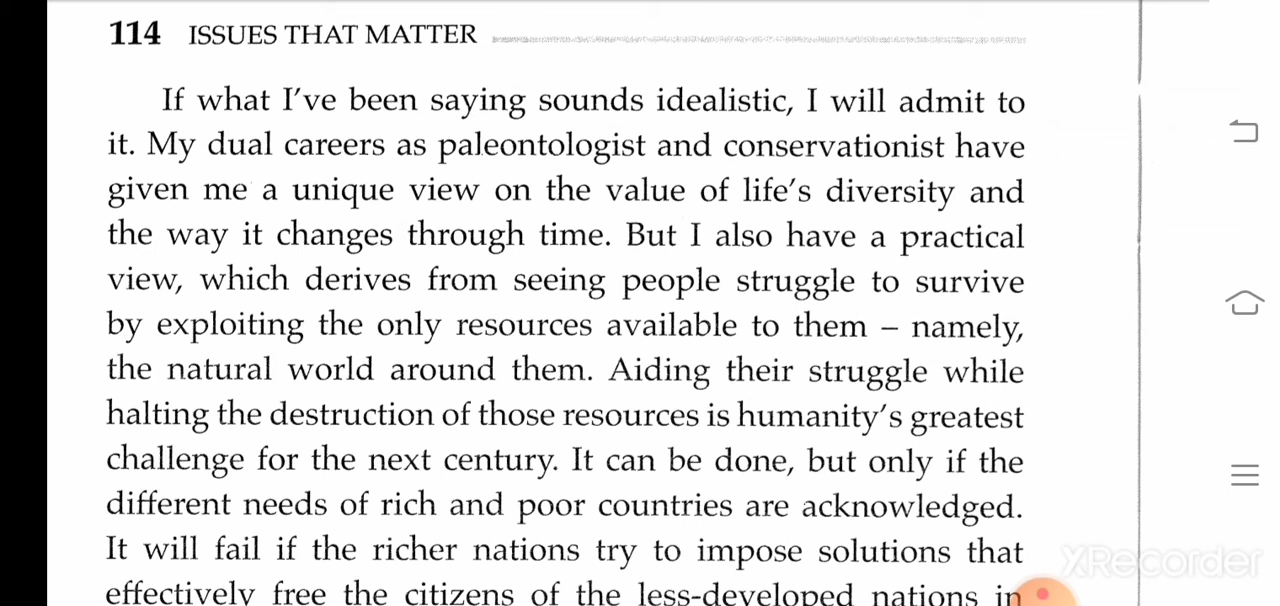 114 ISSUES THAT MATTER
If what I've been saying sounds idealistic, I will admit to
it. My dual careers as paleontologist and conservationist have
given me a unique view on the value of life's diversity and
the way it changes through time. But I also have a practical
view, which derives from seeing people struggle to survive
by exploiting the only resources available to them – namely,
the natural world around them. Aiding their struggle while
halting the destruction of those resources is humanity's greatest
challenge for the next century. It can be done, but only if the
different needs of rich and poor countries are acknowledged.
It will fail if the richer nations try to impose solutions that
effectively free the citizens of the less-developed nations in
XRecorder